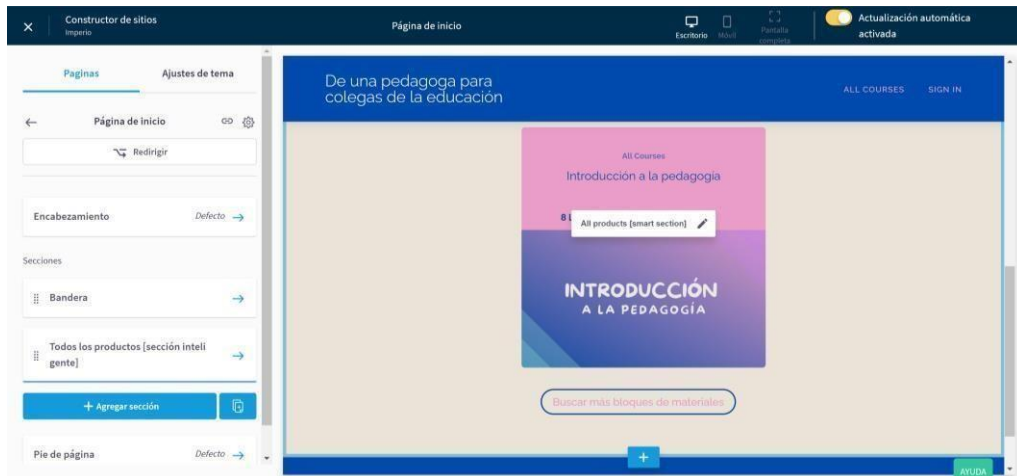 Constructor de sitios
Imperio
Página de inicio
Escritorio
Móvil
Pantalla
completa
Actualización automática
activada
Paginas
Ajustes de tema
Página de inicio
Redirigir
Encabezamiento
Defecto
Secciones
Bandera
Todos los productos [sección inteli
gente]
+ Agregar sección
Pie de página
Defecto
De una pedagoga para
colegas de la educación
ALL COURSES
SIGN IN
All Courses
Introducción a la pedagogía
8
All products [smart section]
INTRODUCCIÓN
A LA PEDAGOGÍA
Buscar más bloques de materiales
+
AYUDA